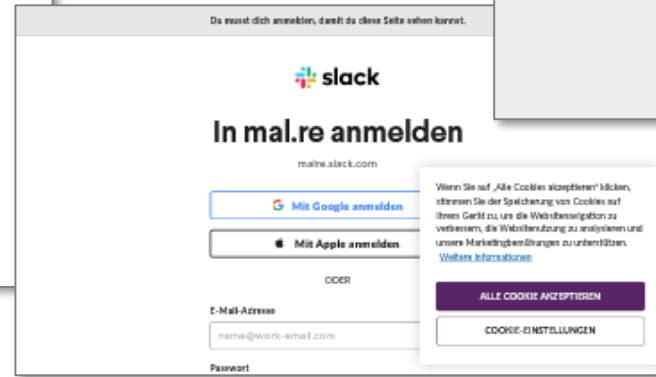 Du musst dich anmelden, damit du diese Seite sehen kannst.
slack
In mal.re anmelden
malre.slack.com
Mit Google anmelden
Mit Apple anmelden
ODER
E-Mail-Adresse
name@work-email.com
Passwort
Wenn Sie auf „Alle Cookies akzeptieren“ klicken,
stimmen Sie der Speicherung von Cookies auf
Ihrem Gerät zu, um die Websitenavigation zu
verbessern, die Websitenutzung zu analysieren und
unsere Marketingbemühungen zu unterstützen.
Weitere Informationen
ALLE COOKIE AKZEPTIEREN
COOKIE-EINSTELLUNGEN